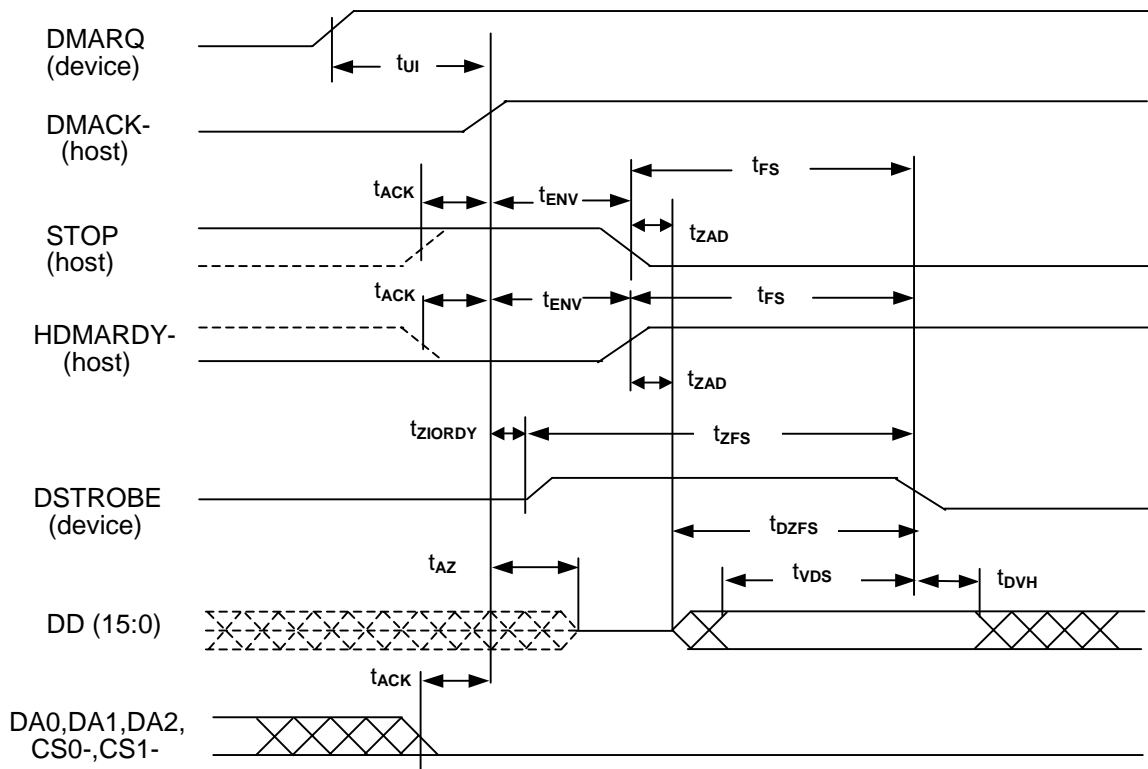 DMARQ
(device)
tUI
DMACK-
(host)
tFS
tACK
tENV
tZAD
STOP
(host)
tACK
tENV
tFS
HDMARDY-
(host)
tZAD
tZIORDY
tZFS
DSTROBE
(device)
tDZFS
tAZ
tVDS
tDVH
DD (15:0)
tACK
DA0,DA1,DA2,
CS0-,CS1-